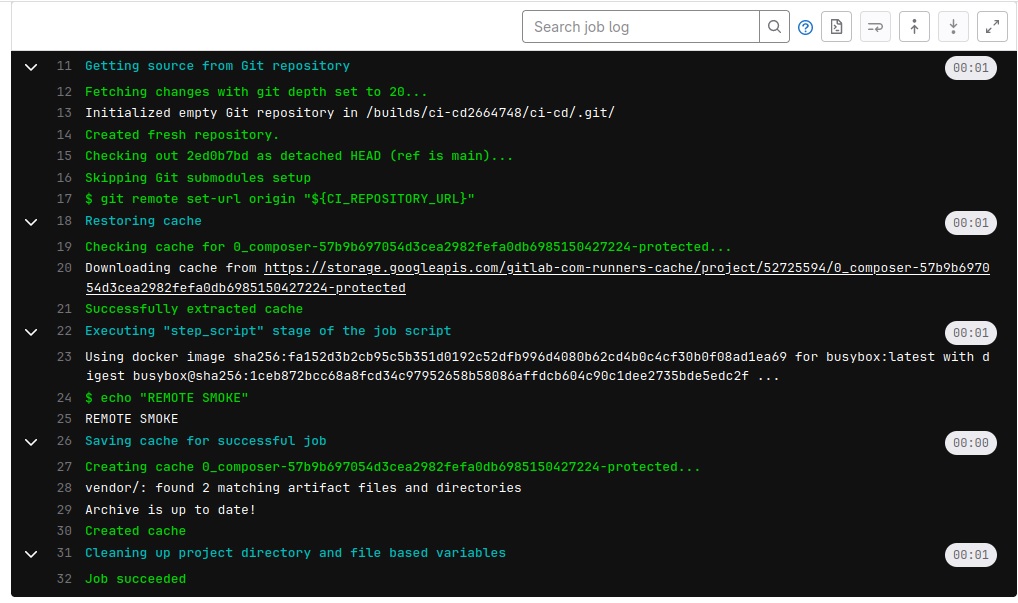 Search job log
11 Getting source from Git repository 00:01
12 Fetching changes with git depth set to 20...
13 Initialized empty Git repository in /builds/ci-cd2664748/ci-cd/.git/
14 Created fresh repository.
15 Checking out 2ed0b7bd as detached HEAD (ref is main)...
16 Skipping Git submodules setup
17 $ git remote set-url origin "${CI_REPOSITORY_URL}"
18 Restoring cache 00:01
19 Checking cache for 0_composer-57b9b697054d3cea2982fefa0db6985150427224-protected...
20 Downloading cache from https://storage.googleapis.com/gitlab-com-runners-cache/project/52725594/0_composer-57b9b6970
54d3cea2982fefa0db6985150427224-protected
21 Successfully extracted cache
22 Executing "step_script" stage of the job script 00:01
23 Using docker image sha256:fa152d3b2cb95c5b351d0192c52dfb996d4080b62cd4b0c4cf30b0f08ad1ea69 for busybox:latest with d
igest busybox@sha256:1ceb872bcc68a8fcd34c97952658b58086affdcb604c90c1dee2735bde5edc2f ...
24 $ echo "REMOTE SMOKE"
25 REMOTE SMOKE
26 Saving cache for successful job 00:00
27 Creating cache 0_composer-57b9b697054d3cea2982fefa0db6985150427224-protected...
28 vendor/: found 2 matching artifact files and directories
29 Archive is up to date!
30 Created cache
31 Cleaning up project directory and file based variables 00:01
32 Job succeeded